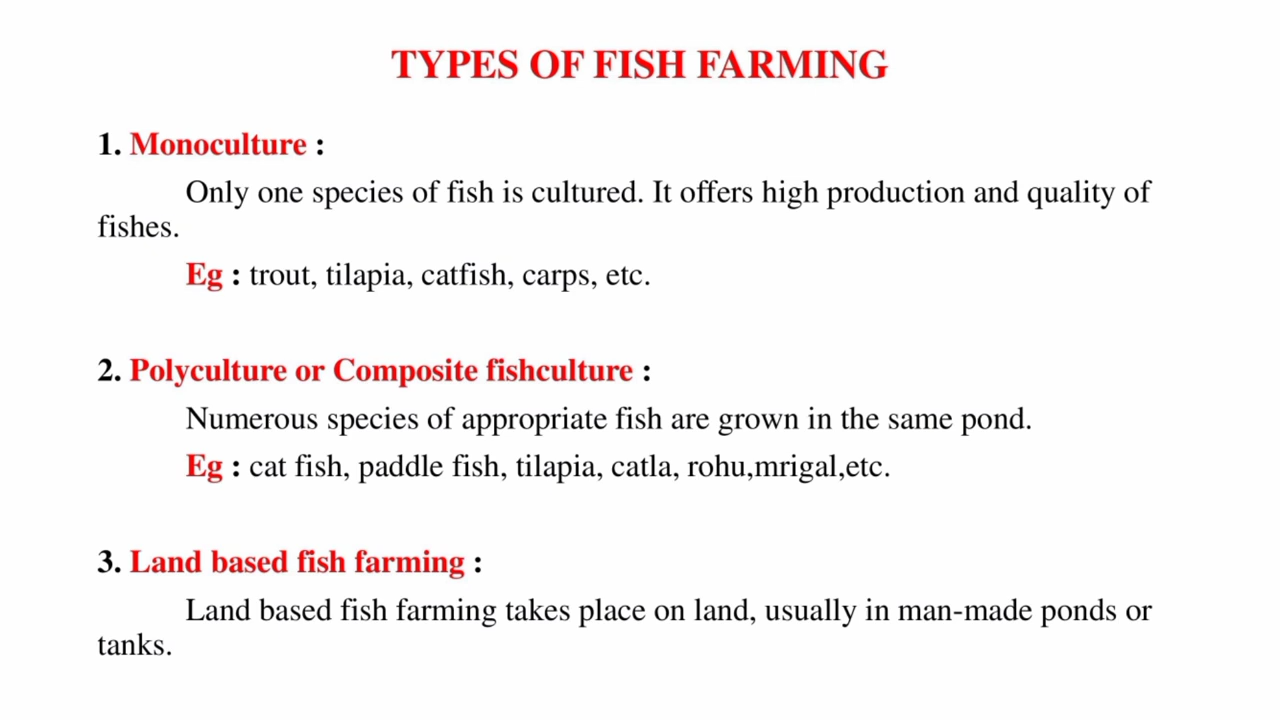 TYPES OF FISH FARMING
1. Monoculture :
Only one species of fish is cultured. It offers high production and quality of
fishes.
Eg : trout, tilapia, catfish, carps, etc.
2. Polyculture or Composite fishculture :
Numerous species of appropriate fish are grown in the same pond.
Eg : cat fish, paddle fish, tilapia, catla, rohu,mrigal,etc.
3. Land based fish farming :
Land based fish farming takes place on land, usually in man-made ponds or
tanks.